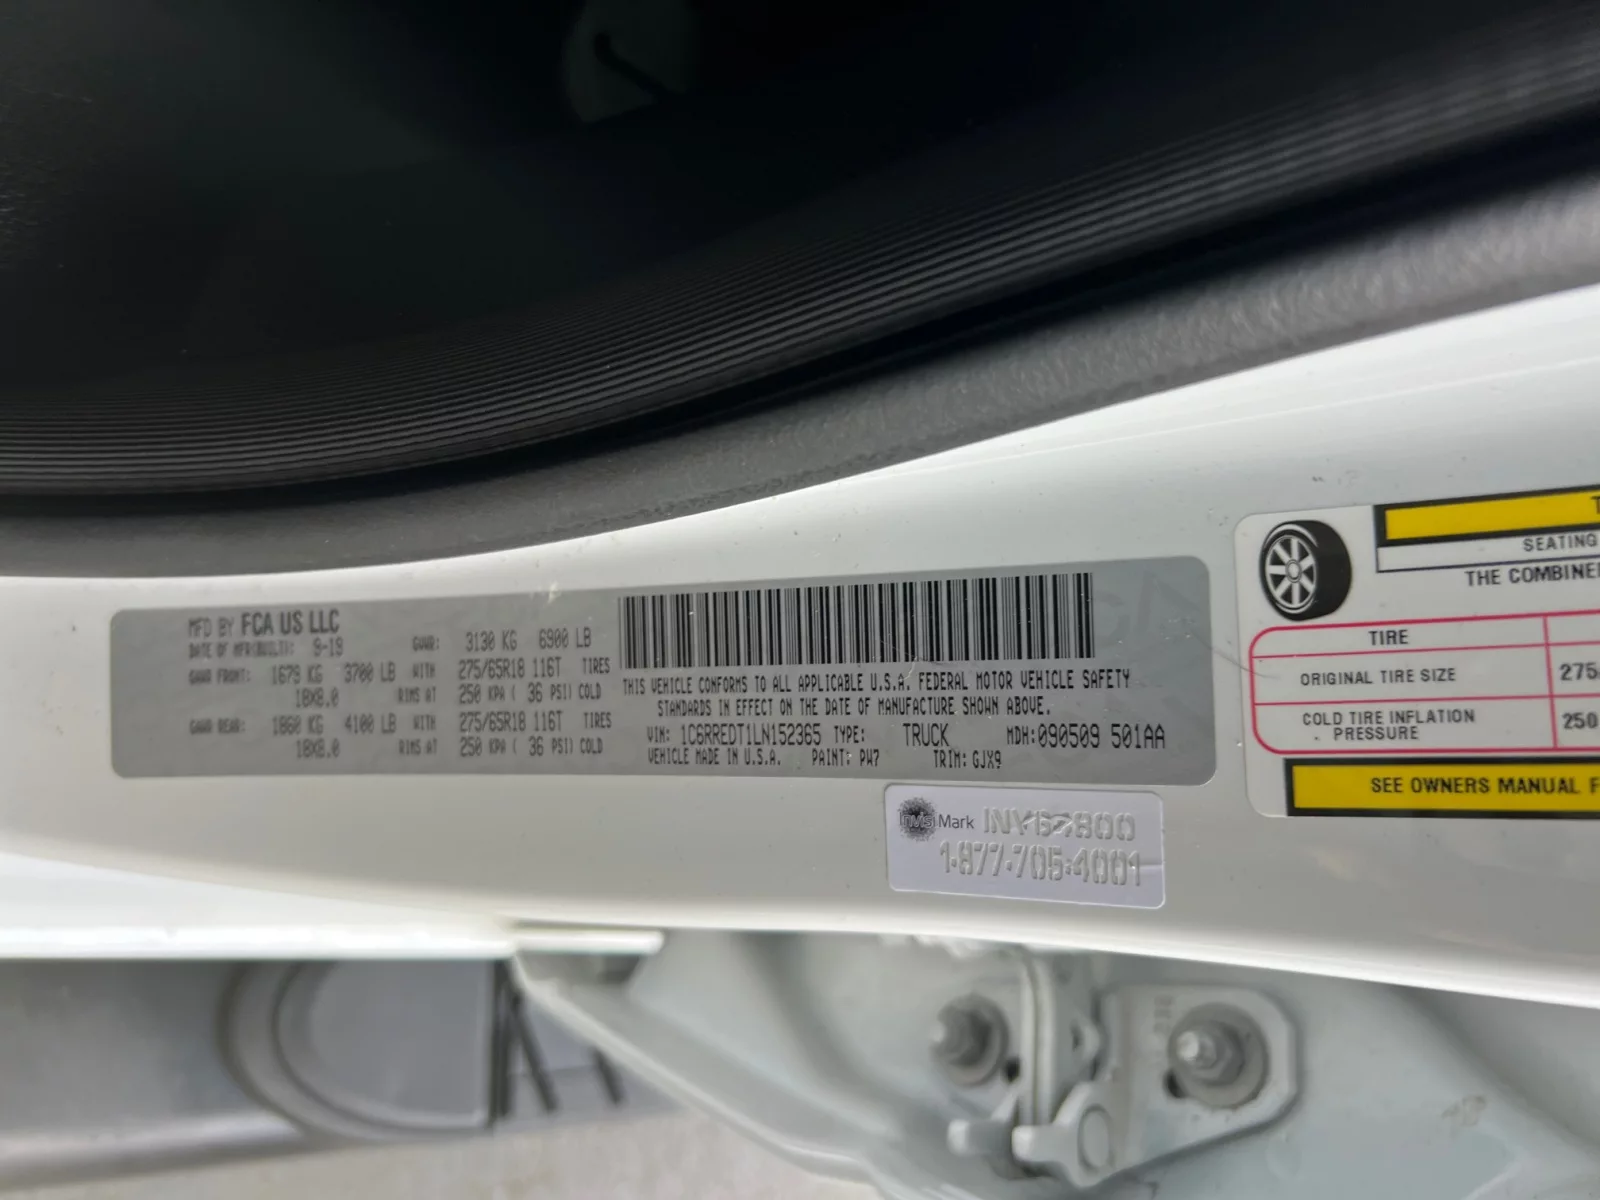 MFD BY FCA US LLC
DATE OF MFR(BUILT): 9-19 GVWR: 3130 KG 6900 LB
GAWR FRONT: 1679 KG 3700 LB WITH 275/65R18 116T TIRES
18X8.0 RIMS AT 250 KPA ( 36 PSI) COLD
GAWR REAR: 1860 KG 4100 LB WITH 275/65R18 116T TIRES
18X8.0 RIMS AT 250 KPA ( 36 PSI) COLD
THIS VEHICLE CONFORMS TO ALL APPLICABLE U.S.A. FEDERAL MOTOR VEHICLE SAFETY
STANDARDS IN EFFECT ON THE DATE OF MANUFACTURE SHOWN ABOVE.
VIN: 1C6RREDT1LN152365 TYPE: TRUCK MDH:090509 501AA
VEHICLE MADE IN U.S.A. PAINT: PW7 TRIM: GJX9
invisi Mark
1-877-705-4001
SEATING
THE COMBINE
TIRE
ORIGINAL TIRE SIZE 275
COLD TIRE INFLATION
PRESSURE 250
SEE OWNERS MANUAL F